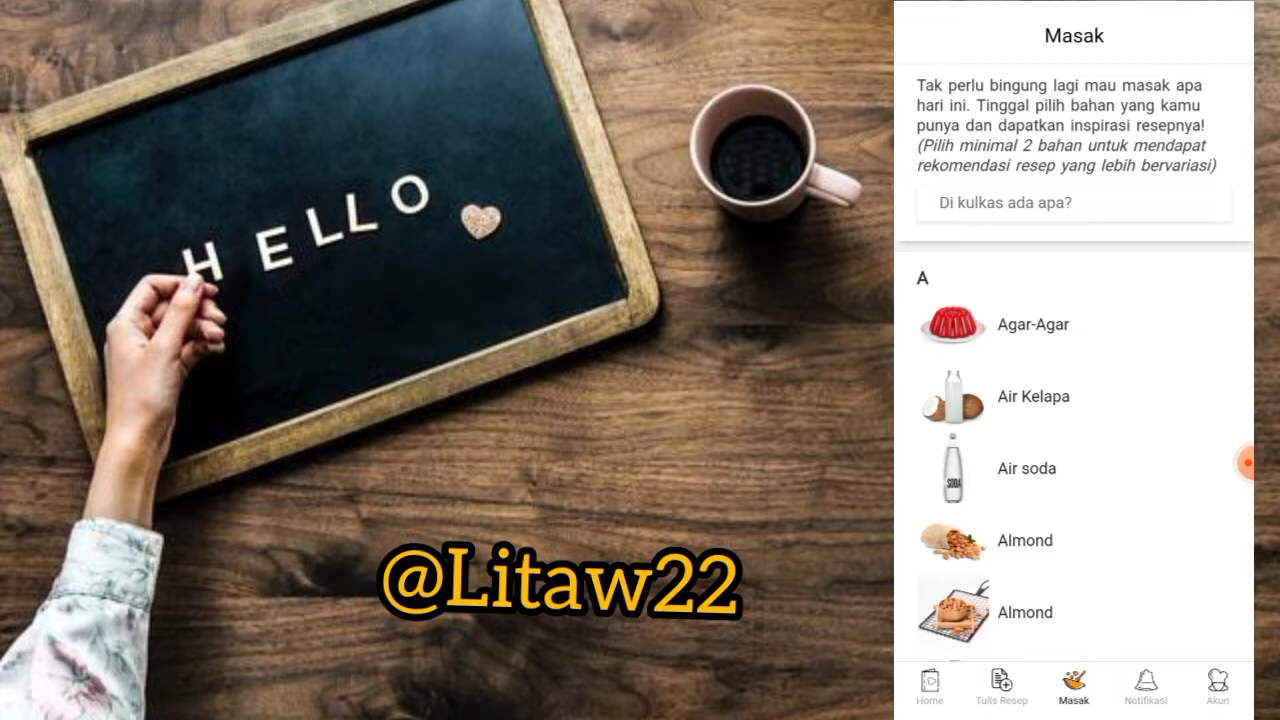 HELLO
@Litaw22
Masak
Tak perlu bingung lagi mau masak apa
hari ini. Tinggal pilih bahan yang kamu
punya dan dapatkan inspirasi resepnya!
(Pilih minimal 2 bahan untuk mendapat
rekomendasi resep yang lebih bervariasi)
Di kulkas ada apa?
A
Agar-Agar
Air Kelapa
SODA
Air soda
Almond
Almond
Home
Tulis Resep
Masak
Notifikasi
Akun